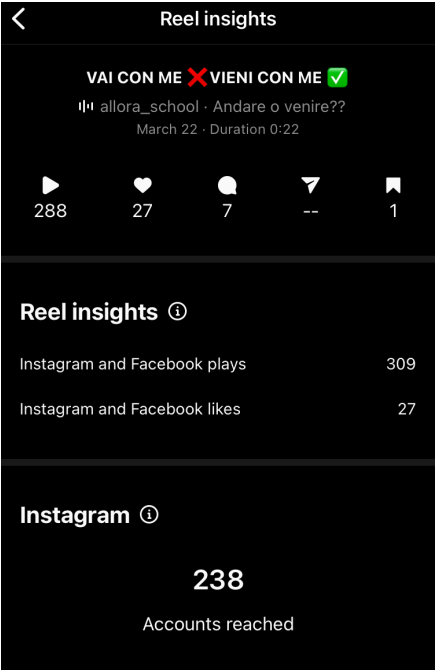 Reel insights
VAI CON ME ❌VIENI CON ME ✅
allora_school · Andare o venire??
March 22 · Duration 0:22
288 27 7 -- 1
Reel insights
Instagram and Facebook plays 309
Instagram and Facebook likes 27
Instagram
238
Accounts reached